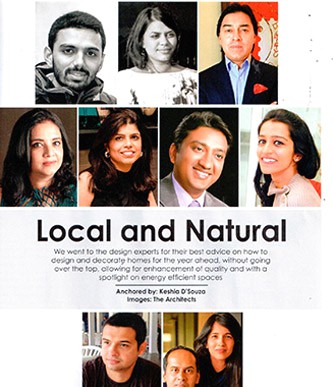 Local and Natural
We went to the design experts for their best advice on how to
design and decorate homes for the year ahead, without going
over the top, allowing for enhancement of quality and with a
spotlight on energy efficient spaces
Anchored by: Keshia D'Souza
Images: The Architects